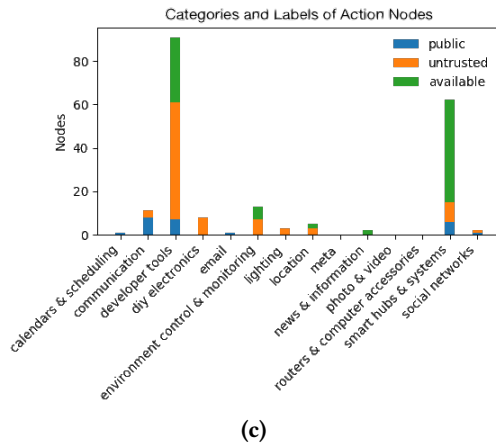 Categories and Labels of Action Nodes
public
untrusted
available
Nodes
80
60
40
20
0
calendars & scheduling
communication
developer tools
diy electronics
email
environment control & monitoring
lighting
location
meta
news & information
photo & video
routers & computer accessories
smart hubs & systems
social networks
(c)